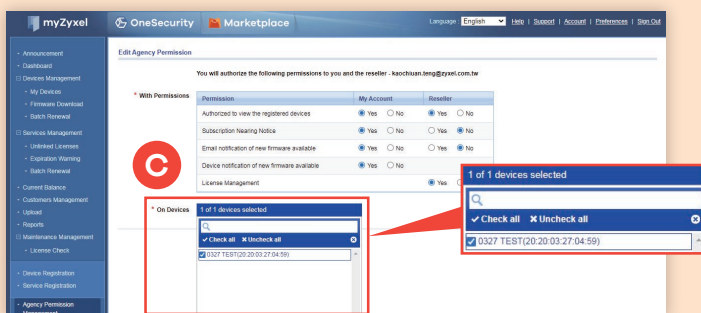 myZyxel
OneSecurity
Marketplace
Language English
Help | Support | Account | Preferences | Sign Out
Announcement
Dashboard
Devices Management
My Devices
Firmware Download
Batch Renewal
Services Management
Unlinked Licenses
Expiration Warning
Batch Renewal
Current Balance
Customers Management
Upload
Reports
Maintenance Management
License Check
Device Registration
Service Registration
Agency Permission
Management
Edit Agency Permission
You will authorize the following permissions to you and the reseller - kaochiuan.teng@zyxel.com.tw
* With Permissions
Permission My Account Reseller
Authorized to view the registered devices Yes No Yes No
Subscription Nearing Notice Yes No Yes No
Email notification of new firmware available Yes No Yes No
Device notification of new firmware available Yes No
License Management Yes
C
* On Devices
1 of 1 devices selected
Check all Uncheck all
0327 TEST(20:20:03:27:04:59)
1 of 1 devices selected
Check all Uncheck all
0327 TEST(20:20:03:27:04:59)